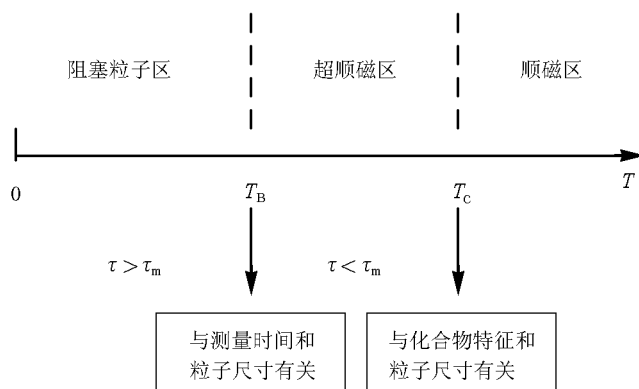 阻塞粒子区
超顺磁区
顺磁区
0
T_B
T_C
T
τ > τ_m
τ < τ_m
与测量时间和
粒子尺寸有关
与化合物特征和
粒子尺寸有关